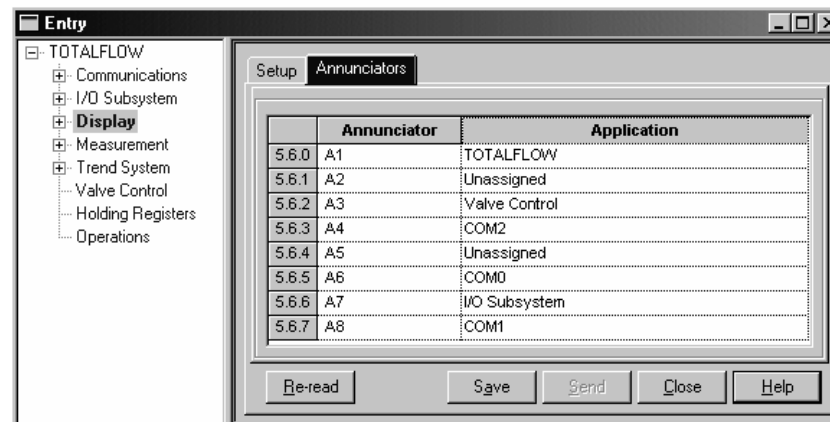 Entry
TOTALFLOW
Communications
I/O Subsystem
Display
Measurement
Trend System
Valve Control
Holding Registers
Operations
Setup Annunciators
Annunciator Application
5.6.0 A1 TOTALFLOW
5.6.1 A2 Unassigned
5.6.2 A3 Valve Control
5.6.3 A4 COM2
5.6.4 A5 Unassigned
5.6.5 A6 COM0
5.6.6 A7 I/O Subsystem
5.6.7 A8 COM1
Re-read Save Send Close Help